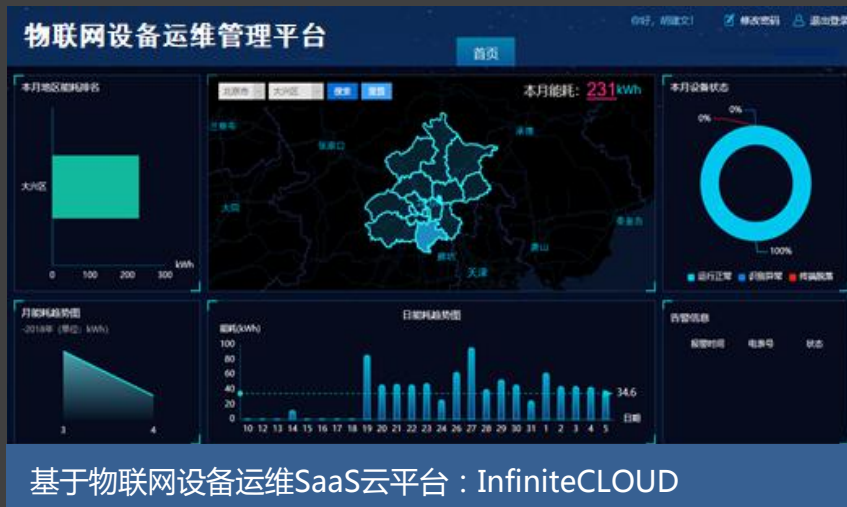 物联网设备运维管理平台
首页
你好，胡建文！ 修改密码 退出登录
本月地区能耗排名
大兴区
kWh
0 100 200 300
北京市 大兴区 搜索 重置
本月能耗：231kWh
张家口
承德
大同
秦皇岛
唐山
廊坊
天津
本月设备状态
0% 0%
100%
运行正常 识别异常 终端脱落
月能耗趋势图
-2018年（单位：kWh）
3 4
日能耗趋势图
能耗(kWh)
100
80
60
40
20
0
34.6
日期
10 12 13 14 15 16 17 18 19 20 21 22 23 24 26 27 28 29 30 31 1 2 3 4 5
告警信息
报警时间 电源号 状态
基于物联网设备运维SaaS云平台：InfiniteCLOUD